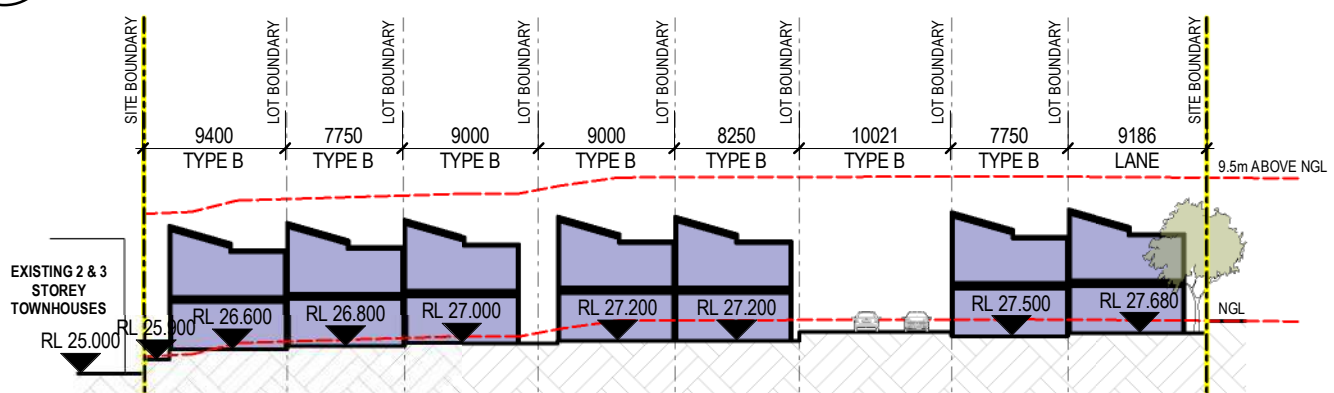 SITE BOUNDARY
LOT BOUNDARY
LOT BOUNDARY
LOT BOUNDARY
LOT BOUNDARY
LOT BOUNDARY
LOT BOUNDARY
LOT BOUNDARY
SITE BOUNDARY
9400 7750 9000 9000 8250 10021 7750 9186
TYPE B TYPE B TYPE B TYPE B TYPE B TYPE B TYPE B LANE
9.5m ABOVE NGL
EXISTING 2 & 3
STOREY
TOWNHOUSES
RL 25.000
RL 25.900
RL 26.600
RL 26.800
RL 27.000
RL 27.200
RL 27.200
RL 27.500
RL 27.680
NGL